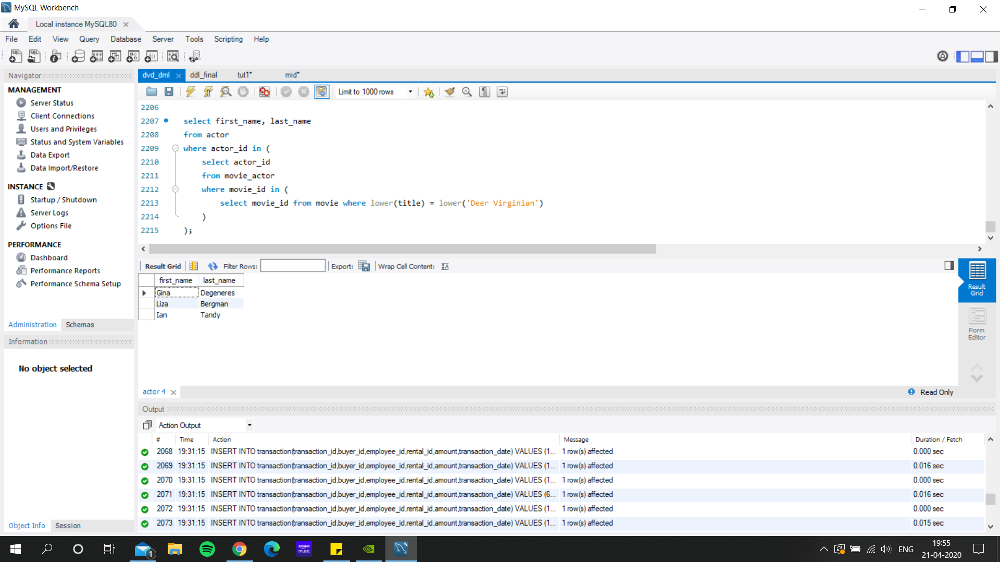 MySQL Workbench
Local instance MySQL80
File Edit View Query Database Server Tools Scripting Help
Navigator
MANAGEMENT
Server Status
Client Connections
Users and Privileges
Status and System Variables
Data Export
Data Import/Restore
INSTANCE
Startup / Shutdown
Server Logs
Options File
PERFORMANCE
Dashboard
Performance Reports
Performance Schema Setup
Administration Schemas
Information
No object selected
Object Info Session
dvd_dml ddl_final tut1* mid*
Limit to 1000 rows
2206
2207 select first_name, last_name
2208 from actor
2209 where actor_id in (
2210 select actor_id
2211 from movie_actor
2212 where movie_id in (
2213 select movie_id from movie where lower(title) = lower('Deer Virginian')
2214 )
2215 );
Result Grid Filter Rows: Export: Wrap Cell Content:
first_name last_name
Gina Degeneres
Liza Bergman
Ian Tandy
Result Grid
Form Editor
actor 4 Read Only
Output
Action Output
# Time Action Message Duration / Fetch
2068 19:31:15 INSERT INTO transaction(transaction_id,buyer_id,employee_id,rental_id,amount,transaction_date) VALUES (1... 1 row(s) affected 0.000 sec
2069 19:31:15 INSERT INTO transaction(transaction_id,buyer_id,employee_id,rental_id,amount,transaction_date) VALUES (1... 1 row(s) affected 0.016 sec
2070 19:31:15 INSERT INTO transaction(transaction_id,buyer_id,employee_id,rental_id,amount,transaction_date) VALUES (1... 1 row(s) affected 0.000 sec
2071 19:31:15 INSERT INTO transaction(transaction_id,buyer_id,employee_id,rental_id,amount,transaction_date) VALUES (6... 1 row(s) affected 0.016 sec
2072 19:31:15 INSERT INTO transaction(transaction_id,buyer_id,employee_id,rental_id,amount,transaction_date) VALUES (1... 1 row(s) affected 0.000 sec
2073 19:31:15 INSERT INTO transaction(transaction_id,buyer_id,employee_id,rental_id,amount,transaction_date) VALUES (1... 1 row(s) affected 0.015 sec
1 amazon music ENG 19:55
21-04-2020